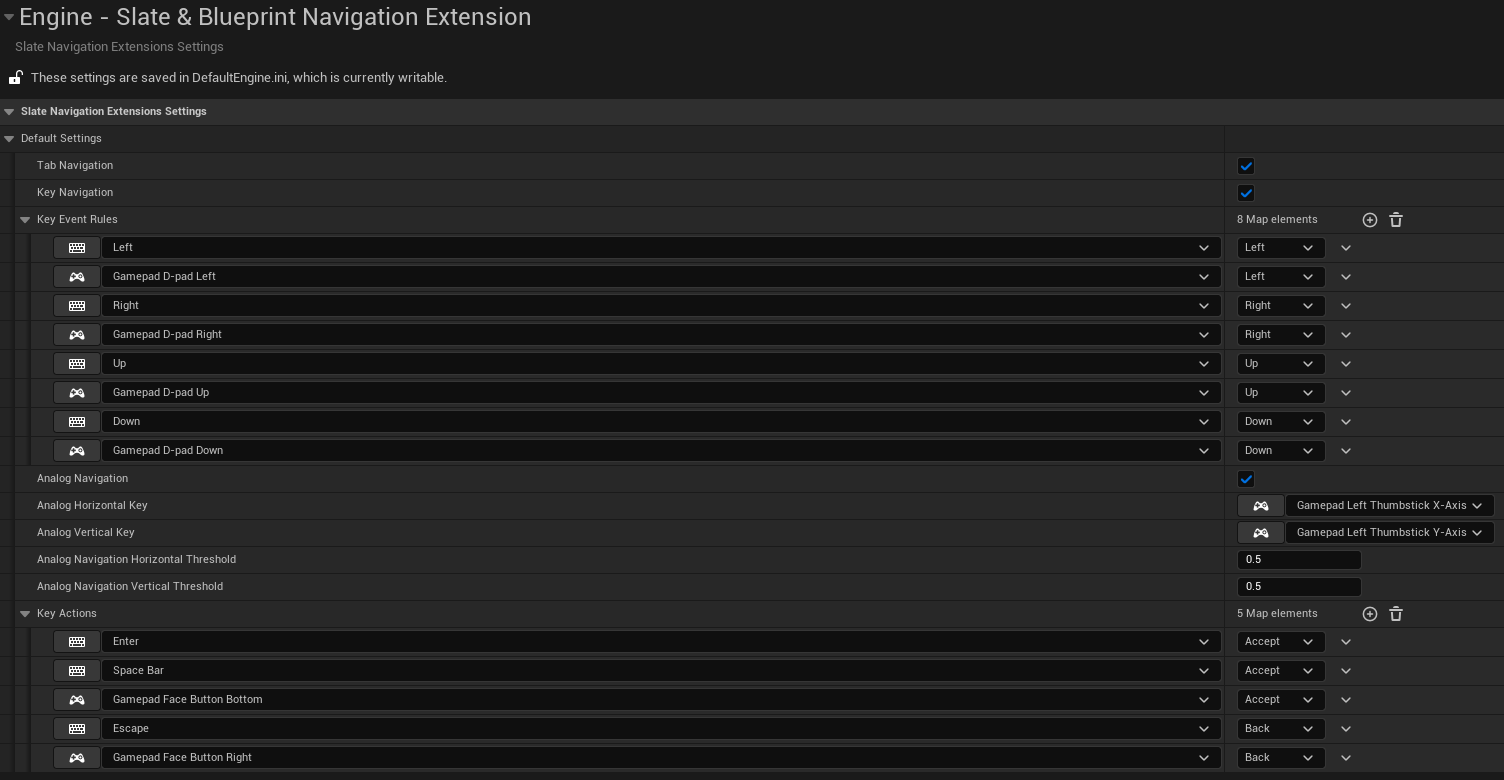 Engine - Slate & Blueprint Navigation Extension
Slate Navigation Extensions Settings
These settings are saved in DefaultEngine.ini, which is currently writable.
Slate Navigation Extensions Settings
Default Settings
Tab Navigation
Key Navigation
Key Event Rules 8 Map elements
Left Left
Gamepad D-pad Left Left
Right Right
Gamepad D-pad Right Right
Up Up
Gamepad D-pad Up Up
Down Down
Gamepad D-pad Down Down
Analog Navigation
Analog Horizontal Key Gamepad Left Thumbstick X-Axis
Analog Vertical Key Gamepad Left Thumbstick Y-Axis
Analog Navigation Horizontal Threshold 0.5
Analog Navigation Vertical Threshold 0.5
Key Actions 5 Map elements
Enter Accept
Space Bar Accept
Gamepad Face Button Bottom Accept
Escape Back
Gamepad Face Button Right Back